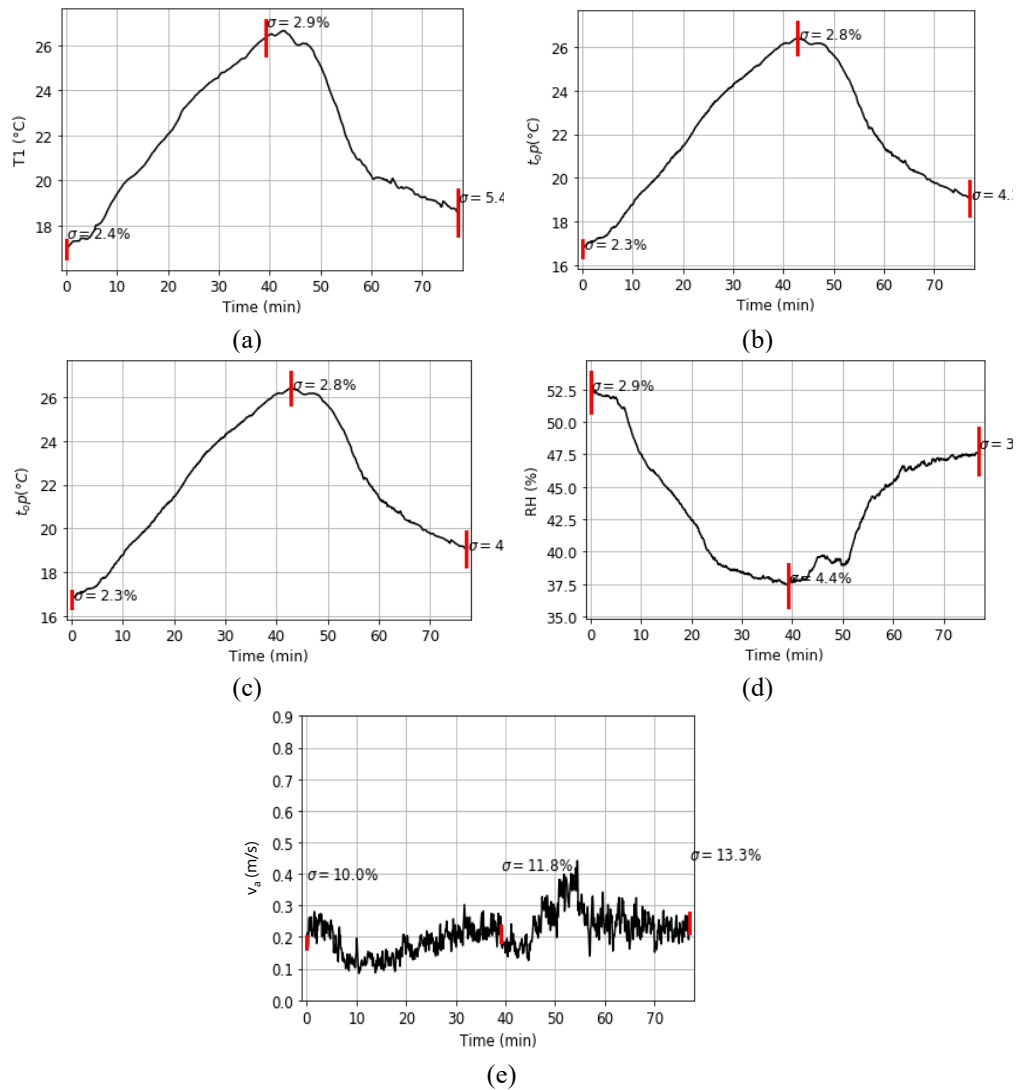 σ = 2.9%
26
24
22
20
18
T1 (°C)
σ = 2.4%
σ = 5.4
0 10 20 30 40 50 60 70
Time (min)
(a)
σ = 2.8%
26
24
22
20
18
16
t_op(°C)
σ = 2.3%
σ = 4.
0 10 20 30 40 50 60 70
Time (min)
(b)
σ = 2.8%
26
24
22
20
18
16
t_op(°C)
σ = 2.3%
σ = 4
0 10 20 30 40 50 60 70
Time (min)
(c)
σ = 2.9%
52.5
50.0
47.5
45.0
42.5
40.0
37.5
35.0
RH (%)
σ = 4.4%
σ = 3
0 10 20 30 40 50 60 70
Time (min)
(d)
0.9
0.8
0.7
0.6
0.5
0.4
0.3
0.2
0.1
0.0
v_a (m/s)
σ = 10.0%
σ = 11.8%
σ = 13.3%
0 10 20 30 40 50 60 70
Time (min)
(e)